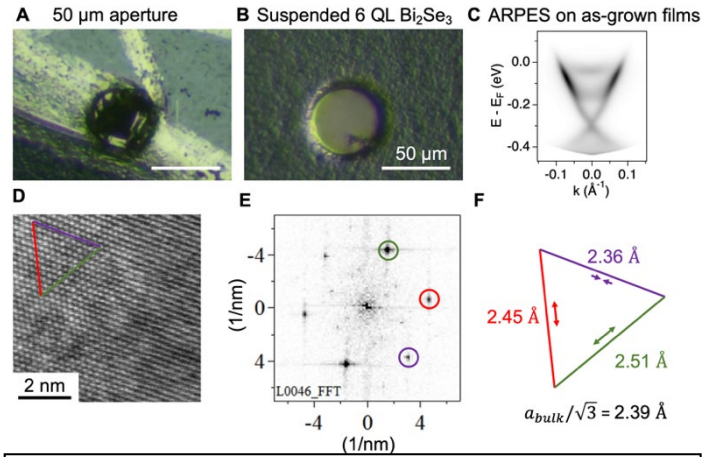 A 50 µm aperture
B Suspended 6 QL Bi₂Se₃
C ARPES on as-grown films
50 µm
E - E_F (eV)
0.0
-0.2
-0.4
-0.1 0.0 0.1
k (Å⁻¹)
D
2 nm
E
(1/nm)
-4
0
4
L0046_FFT
-4 0 4
(1/nm)
F
2.36 Å
2.45 Å
2.51 Å
a_bulk/√3 = 2.39 Å